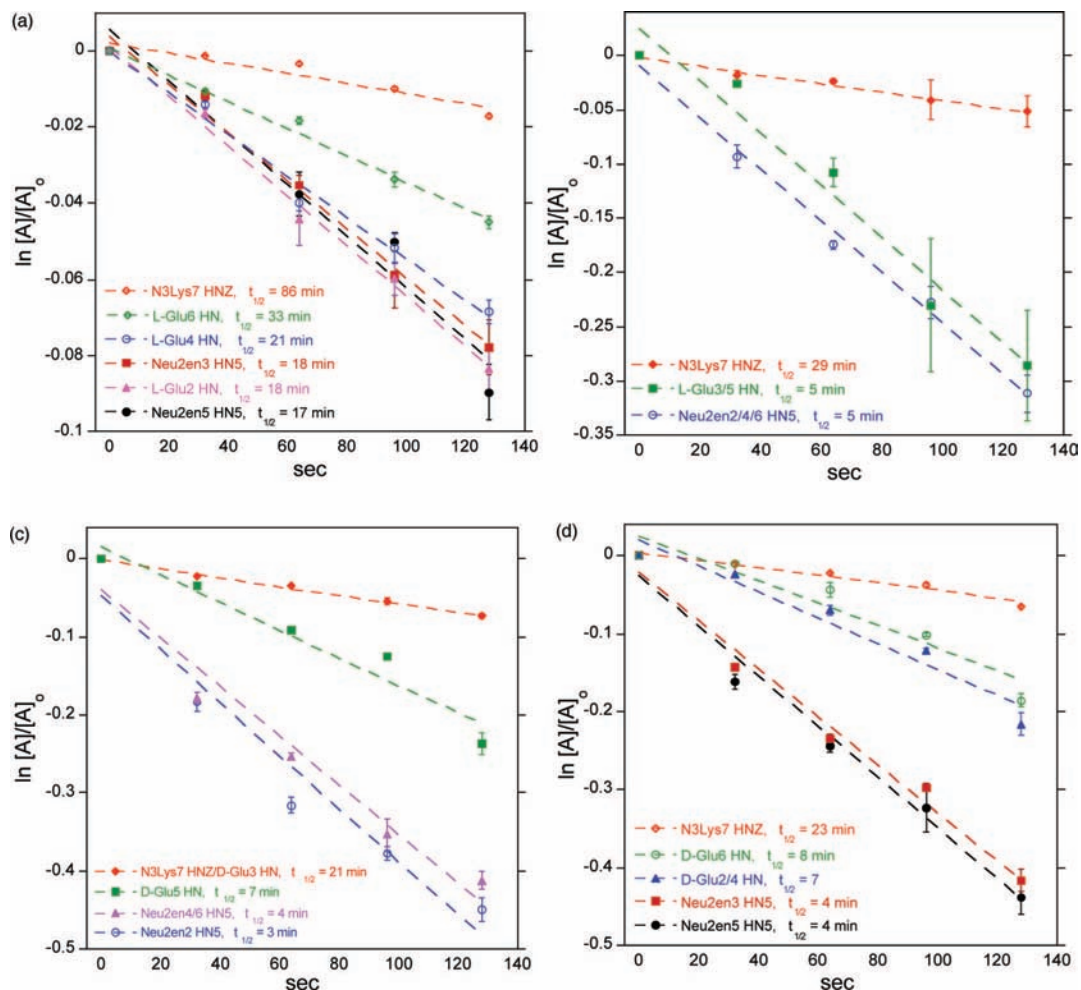 (a)
ln [A]/[A]o
0
-0.02
-0.04
-0.06
-0.08
-0.1
N3Lys7 HNZ, t1/2 = 86 min
L-Glu6 HN, t1/2 = 33 min
L-Glu4 HN, t1/2 = 21 min
Neu2en3 HN5, t1/2 = 18 min
L-Glu2 HN, t1/2 = 18 min
Neu2en5 HN5, t1/2 = 17 min
0 20 40 60 80 100 120 140
sec
ln [A]/[A]o
0
-0.05
-0.1
-0.15
-0.2
-0.25
-0.3
-0.35
N3Lys7 HNZ, t1/2 = 29 min
L-Glu3/5 HN, t1/2 = 5 min
Neu2en2/4/6 HN5, t1/2 = 5 min
0 20 40 60 80 100 120 140
sec
(c)
ln [A]/[A]o
0
-0.1
-0.2
-0.3
-0.4
-0.5
N3Lys7 HNZ/D-Glu3 HN, t1/2 = 21 min
D-Glu5 HN, t1/2 = 7 min
Neu2en4/6 HN5, t1/2 = 4 min
Neu2en2 HN5, t1/2 = 3 min
0 20 40 60 80 100 120 140
sec
(d)
ln [A]/[A]o
0
-0.1
-0.2
-0.3
-0.4
-0.5
N3Lys7 HNZ, t1/2 = 23 min
D-Glu6 HN, t1/2 = 8 min
D-Glu2/4 HN, t1/2 = 7
Neu2en3 HN5, t1/2 = 4 min
Neu2en5 HN5, t1/2 = 4 min
0 20 40 60 80 100 120 140
sec